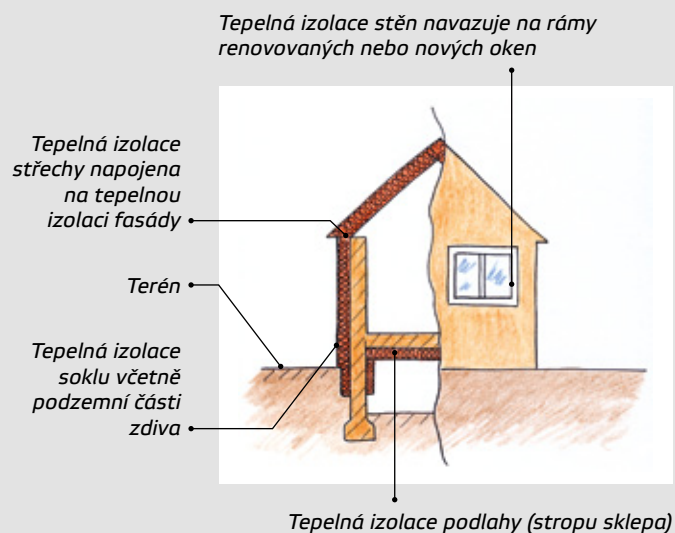 Tepelná izolace stěn navazuje na rámy
renovovaných nebo nových oken
Tepelná izolace
střechy napojena
na tepelnou
izolaci fasády
Terén
Tepelná izolace
soklu včetně
podzemní části
zdiva
Tepelná izolace podlahy (stropu sklepa)